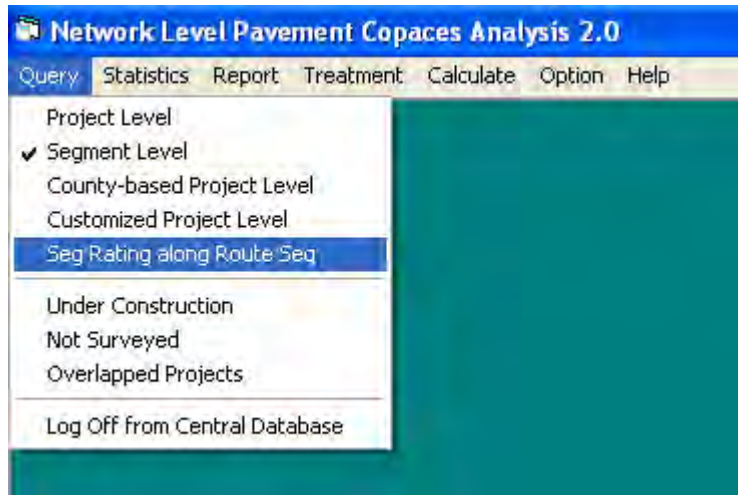 Network Level Pavement Copaces Analysis 2.0
Query Statistics Report Treatment Calculate Option Help
Project Level
Segment Level
County-based Project Level
Customized Project Level
Seg Rating along Route Seg
Under Construction
Not Surveyed
Overlapped Projects
Log Off from Central Database